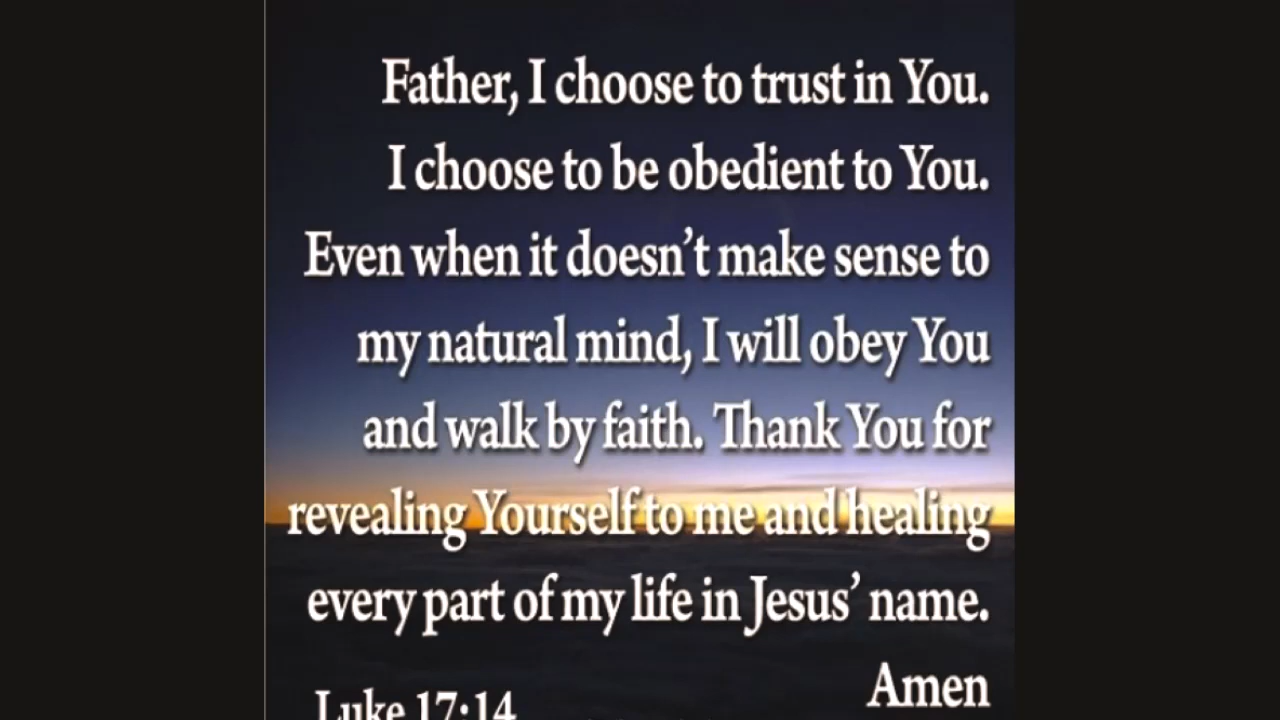 Father, I choose to trust in You.
I choose to be obedient to You.
Even when it doesn’t make sense to
my natural mind, I will obey You
and walk by faith. Thank You for
revealing Yourself to me and healing
every part of my life in Jesus’ name.
Amen
Luke 17:14